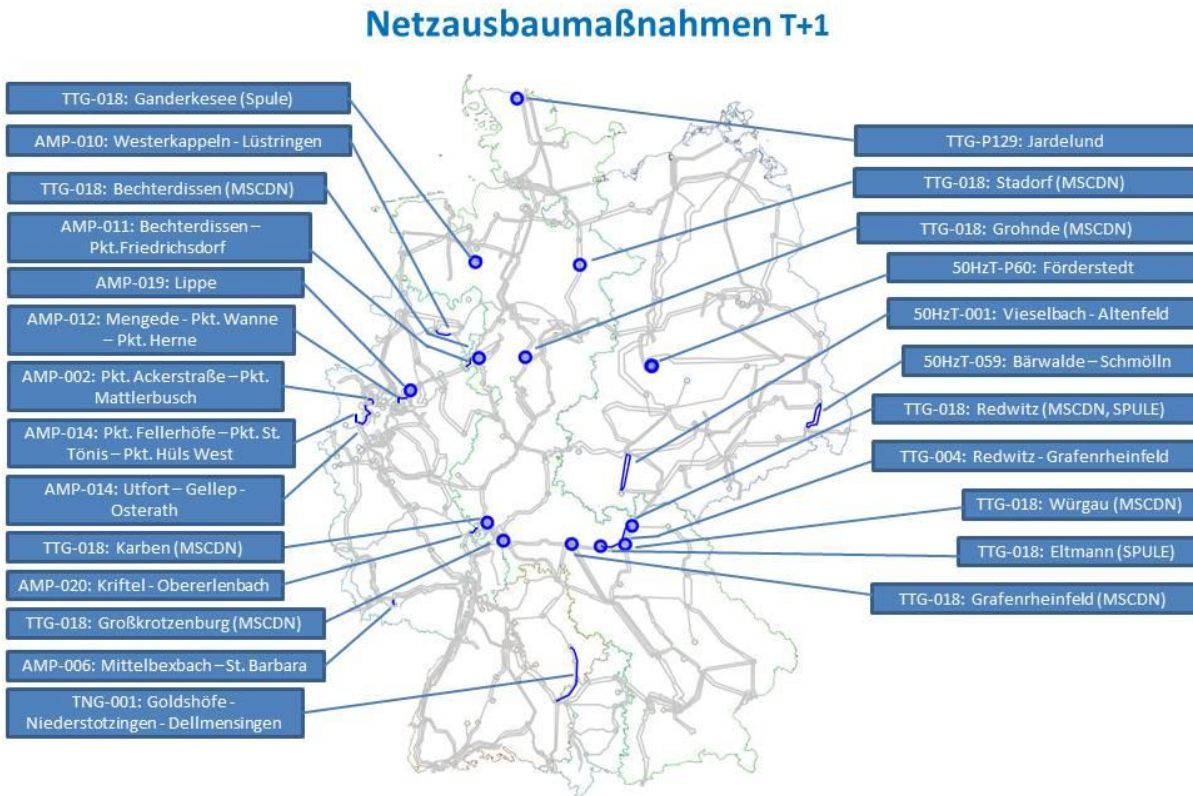 Netzausbaumaßnahmen T+1
TTG-018: Ganderkesee (Spule)
AMP-010: Westerkappeln - Lüstringen
TTG-018: Bechterdissen (MSCDN)
AMP-011: Bechterdissen –
Pkt.Friedrichsdorf
AMP-019: Lippe
AMP-012: Mengede - Pkt. Wanne
– Pkt. Herne
AMP-002: Pkt. Ackerstraße – Pkt.
Mattlerbusch
AMP-014: Pkt. Fellerhöfe – Pkt. St.
Tönis – Pkt. Hüls West
AMP-014: Utfort – Gellep -
Osterath
TTG-018: Karben (MSCDN)
AMP-020: Kriftel - Obererlenbach
TTG-018: Großkrotzenburg (MSCDN)
AMP-006: Mittelbexbach – St. Barbara
TNG-001: Goldshöfe -
Niederstotzingen - Dellmensingen
TTG-P129: Jardelund
TTG-018: Stadorf (MSCDN)
TTG-018: Grohnde (MSCDN)
50HzT-P60: Förderstedt
50HzT-001: Vieselbach - Altenfeld
50HzT-059: Bärwalde – Schmölln
TTG-018: Redwitz (MSCDN, SPULE)
TTG-004: Redwitz - Grafenrheinfeld
TTG-018: Würgau (MSCDN)
TTG-018: Eltmann (SPULE)
TTG-018: Grafenrheinfeld (MSCDN)